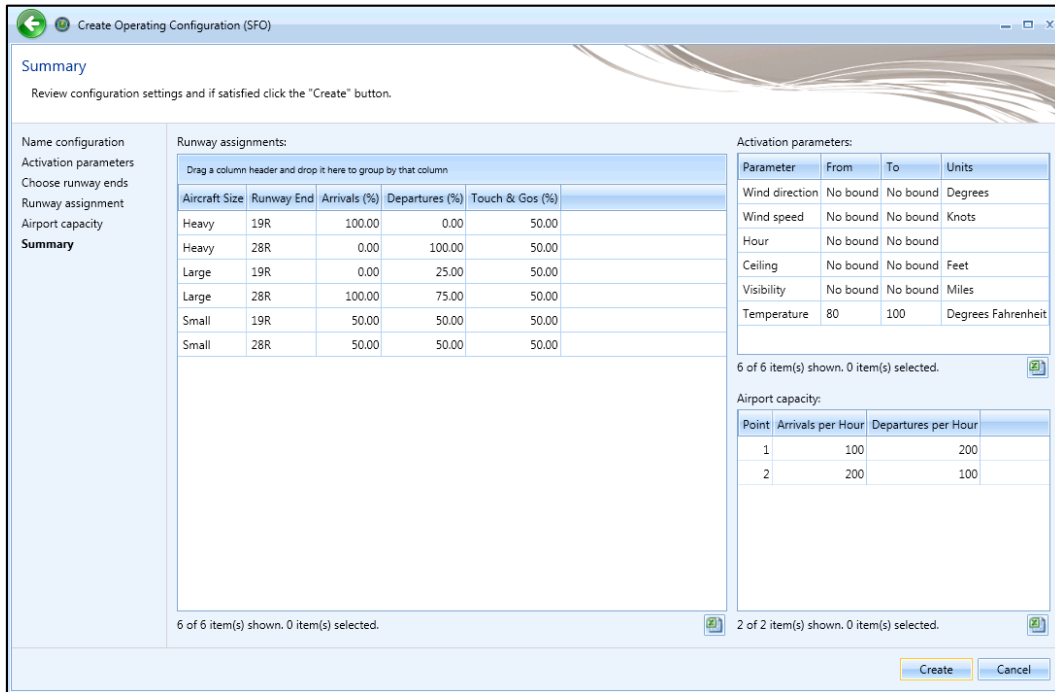 Create Operating Configuration (SFO)
Summary
Review configuration settings and if satisfied click the "Create" button.
Name configuration
Activation parameters
Choose runway ends
Runway assignment
Airport capacity
Summary
Runway assignments:
Drag a column header and drop it here to group by that column
Aircraft Size Runway End Arrivals (%) Departures (%) Touch & Gos (%)
Heavy 19R 100.00 0.00 50.00
Heavy 28R 0.00 100.00 50.00
Large 19R 0.00 25.00 50.00
Large 28R 100.00 75.00 50.00
Small 19R 50.00 50.00 50.00
Small 28R 50.00 50.00 50.00
6 of 6 item(s) shown. 0 item(s) selected.
Activation parameters:
Parameter From To Units
Wind direction No bound No bound Degrees
Wind speed No bound No bound Knots
Hour No bound No bound
Ceiling No bound No bound Feet
Visibility No bound No bound Miles
Temperature 80 100 Degrees Fahrenheit
6 of 6 item(s) shown. 0 item(s) selected.
Airport capacity:
Point Arrivals per Hour Departures per Hour
1 100 200
2 200 100
2 of 2 item(s) shown. 0 item(s) selected.
Create Cancel